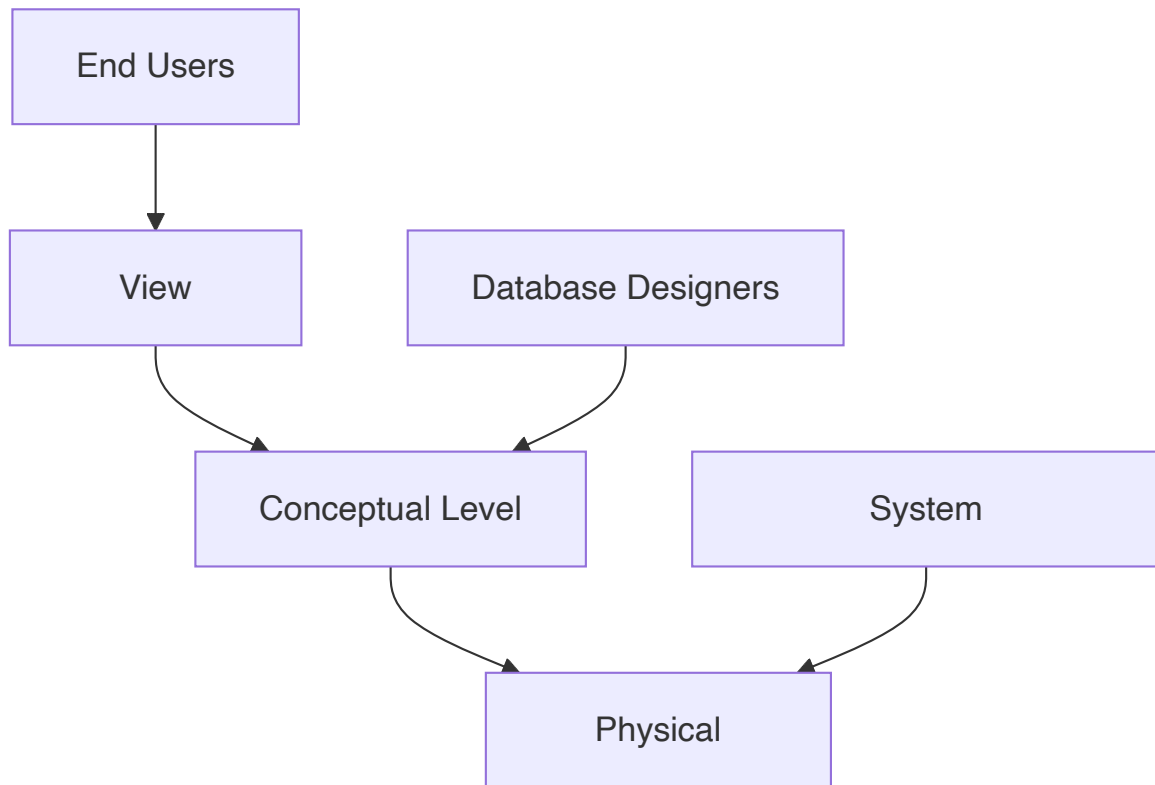 End Users
View
Database Designers
Conceptual Level
System
Physical